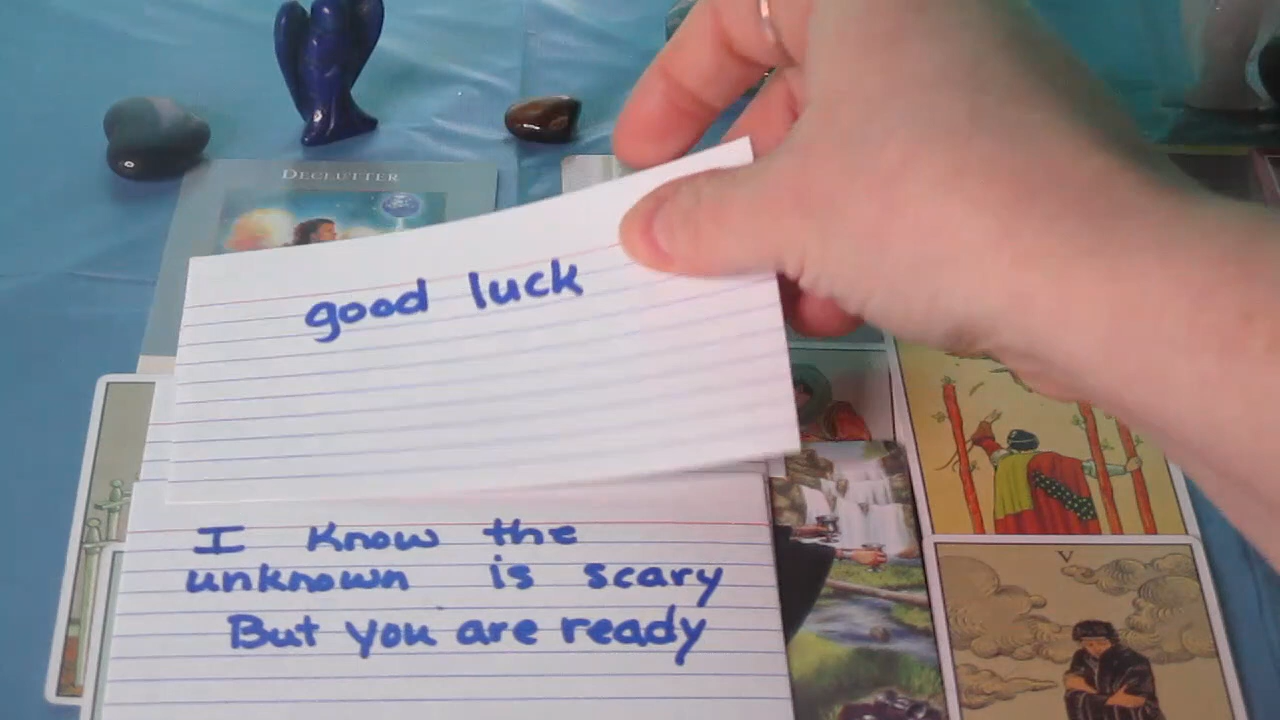 DECLUTTER
good luck
I know the
unknown is scary
But you are ready
V